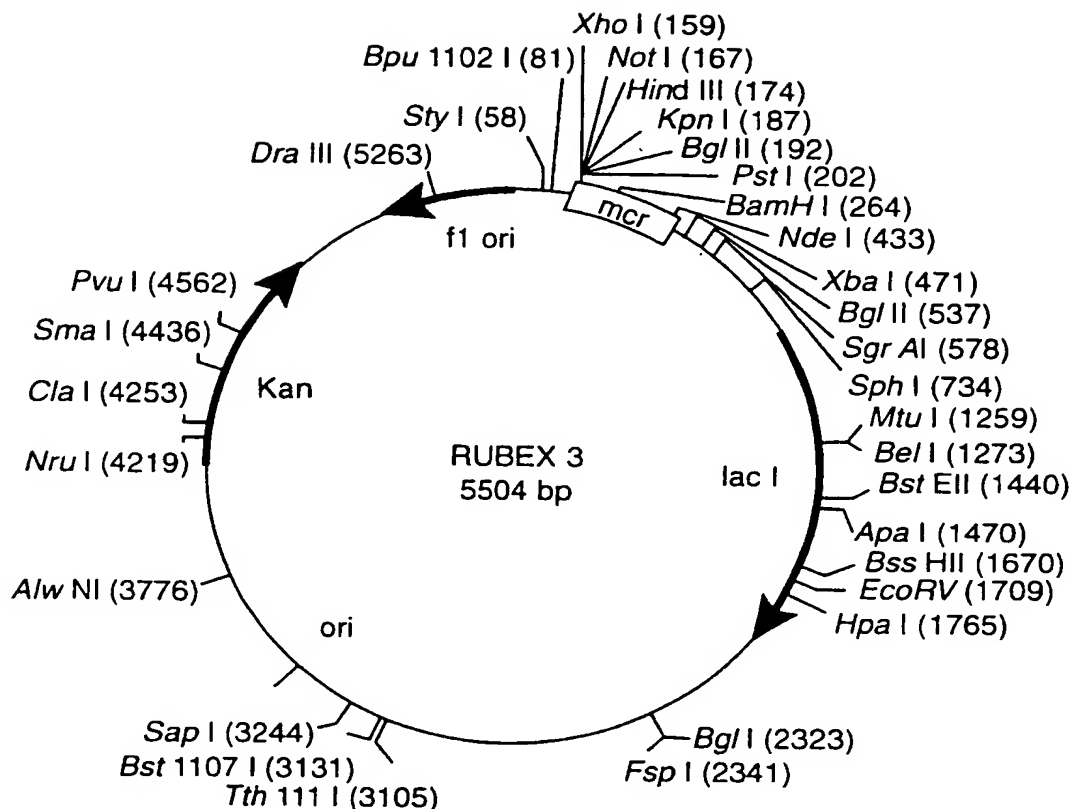 Xho I (159)
Bpu 1102 I (81)
Not I (167)
Hind III (174)
Sty I (58)
Kpn I (187)
Bgl II (192)
Dra III (5263)
Pst I (202)
BamH I (264)
mcr
Nde I (433)
f1 ori
Xba I (471)
Pvu I (4562)
Bgl II (537)
Sma I (4436)
Sgr AI (578)
Cla I (4253)
Kan
Sph I (734)
Mtu I (1259)
Nru I (4219)
RUBEX 3
5504 bp
lac I
Bel I (1273)
Bst EII (1440)
Apa I (1470)
Bss HII (1670)
Alw NI (3776)
EcoRV (1709)
ori
Hpa I (1765)
Sap I (3244)
Bgl I (2323)
Bst 1107 I (3131)
Fsp I (2341)
Tth 111 I (3105)